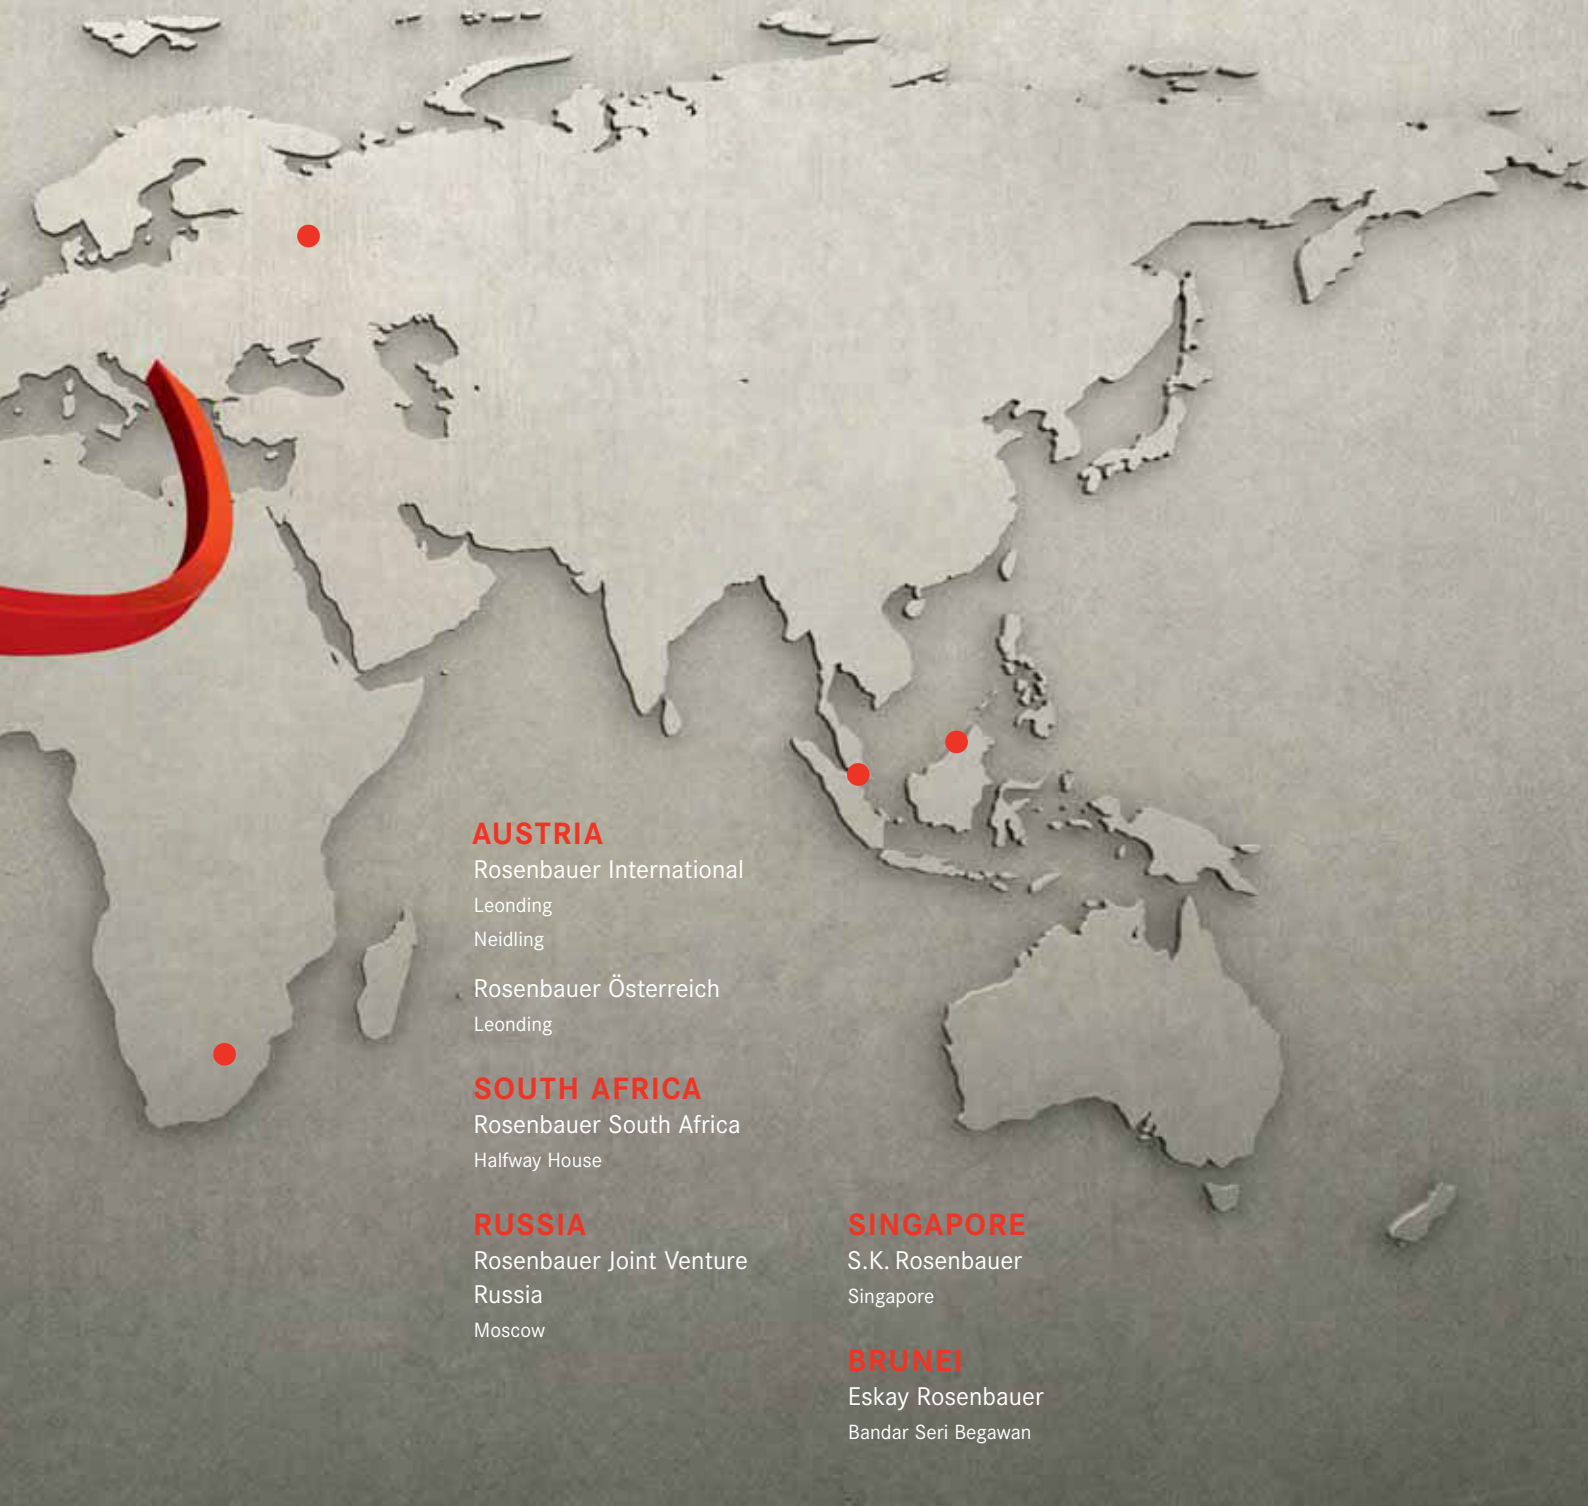 AUSTRIA
Rosenbauer International
Leonding
Neidling
Rosenbauer Österreich
Leonding
SOUTH AFRICA
Rosenbauer South Africa
Halfway House
RUSSIA
Rosenbauer Joint Venture
Russia
Moscow
SINGAPORE
S.K. Rosenbauer
Singapore
BRUNEI
Eskay Rosenbauer
Bandar Seri Begawan